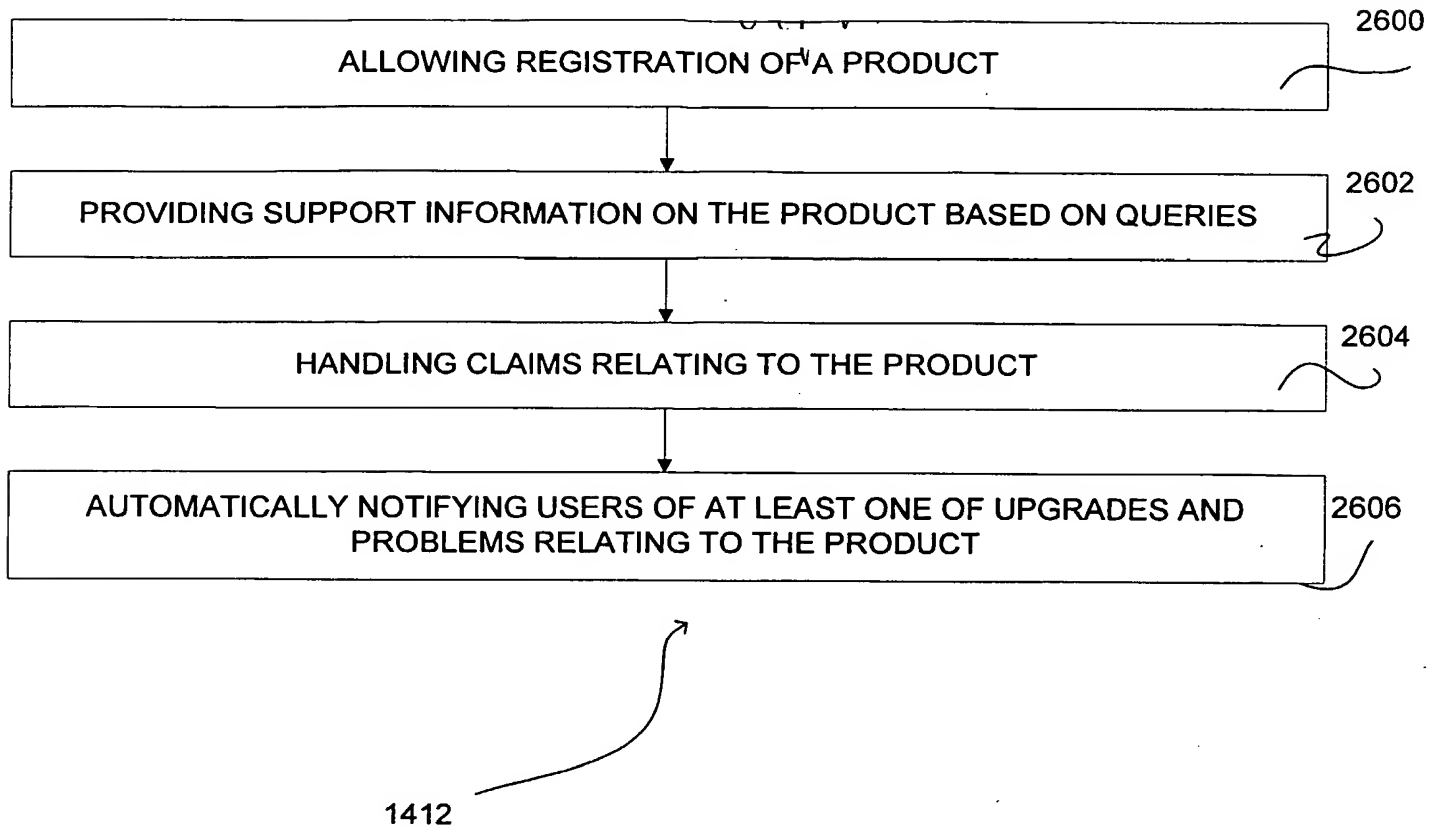 2600
ALLOWING REGISTRATION OF A PRODUCT
2602
PROVIDING SUPPORT INFORMATION ON THE PRODUCT BASED ON QUERIES
2604
HANDLING CLAIMS RELATING TO THE PRODUCT
2606
AUTOMATICALLY NOTIFYING USERS OF AT LEAST ONE OF UPGRADES AND
PROBLEMS RELATING TO THE PRODUCT
1412